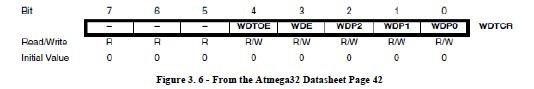 Bit 7 6 5 4 3 2 1 0
– – – WDTOE WDE WDP2 WDP1 WDP0 WDTCR
Read/Write R R R R/W R/W R/W R/W R/W
Initial Value 0 0 0 0 0 0 0 0
Figure 3. 6 - From the Atmega32 Datasheet Page 42